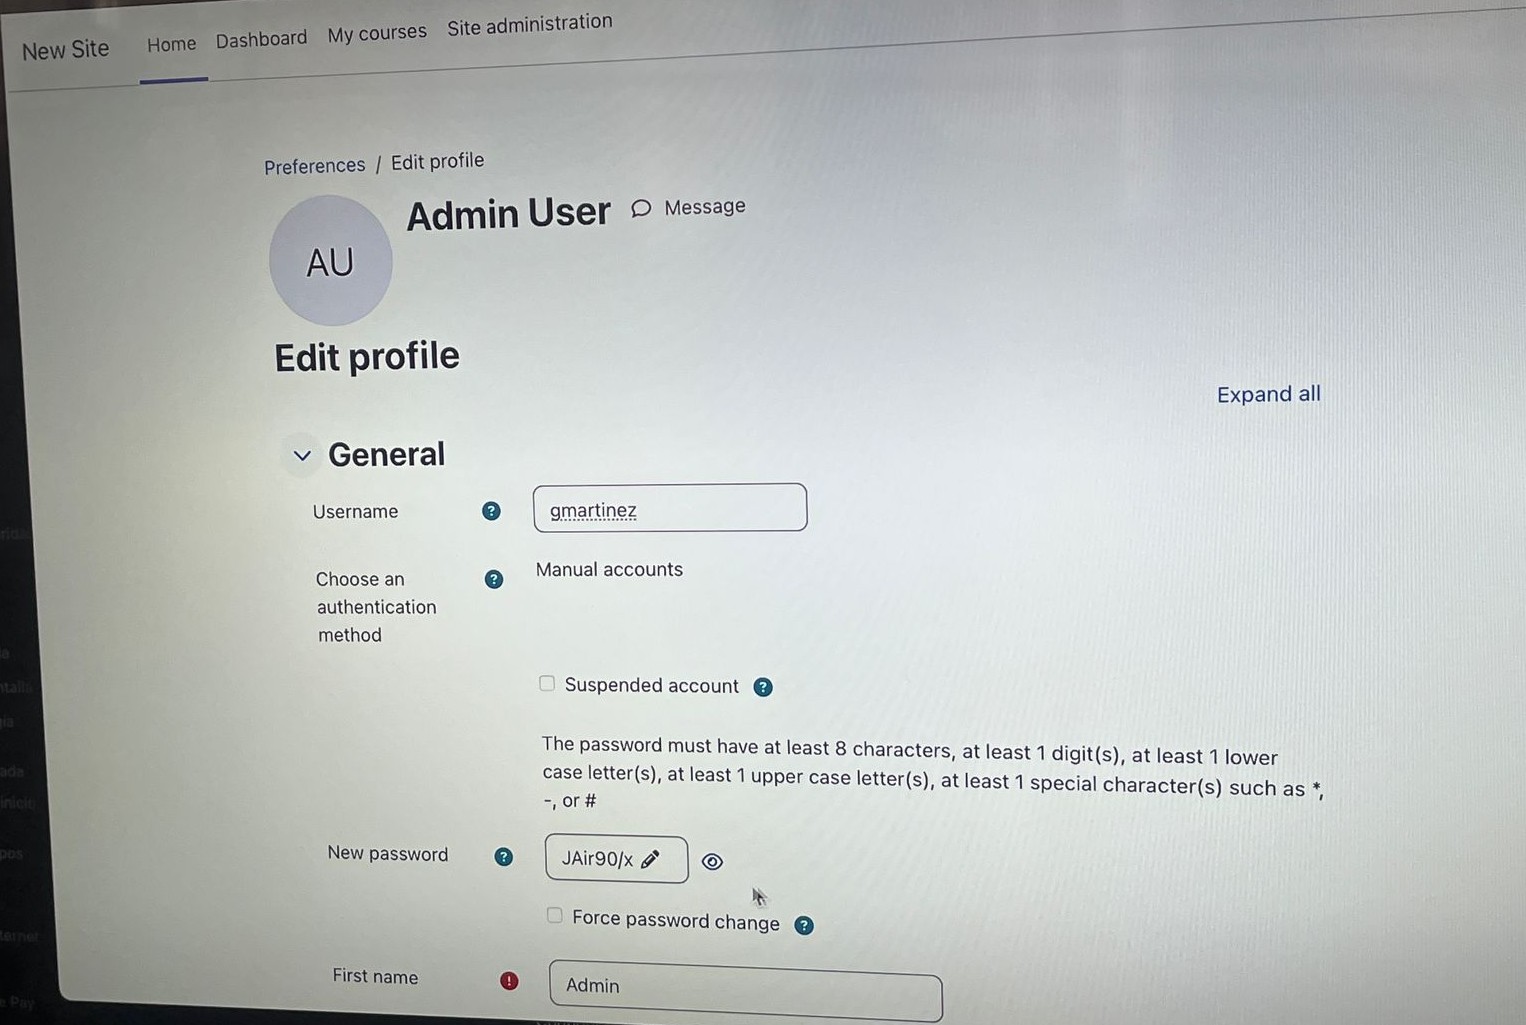 New Site Home Dashboard My courses Site administration
Preferences / Edit profile
AU
Admin User Message
Edit profile
Expand all
General
Username ? gmartinez
Choose an
authentication
method
? Manual accounts
Suspended account ?
The password must have at least 8 characters, at least 1 digit(s), at least 1 lower
case letter(s), at least 1 upper case letter(s), at least 1 special character(s) such as *,
-, or #
New password ? JAir90/x
Force password change ?
First name ! Admin